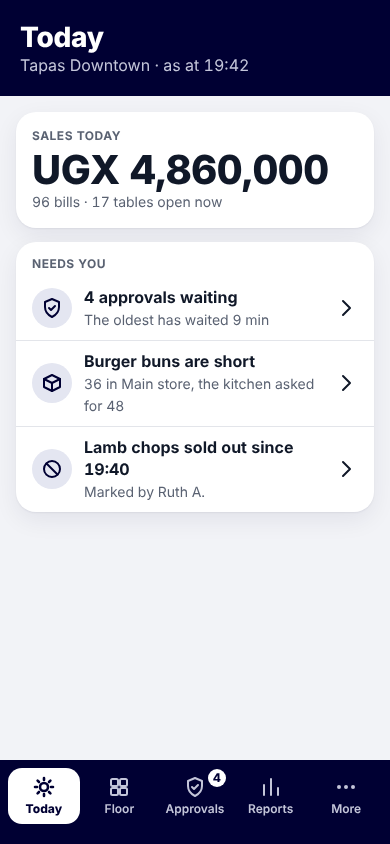 Today
Tapas Downtown · as at 19:42
SALES TODAY
UGX 4,860,000
96 bills · 17 tables open now
NEEDS YOU
4 approvals waiting
The oldest has waited 9 min
Burger buns are short
36 in Main store, the kitchen asked
for 48
Lamb chops sold out since
19:40
Marked by Ruth A.
4
Today
Floor
Approvals
Reports
More